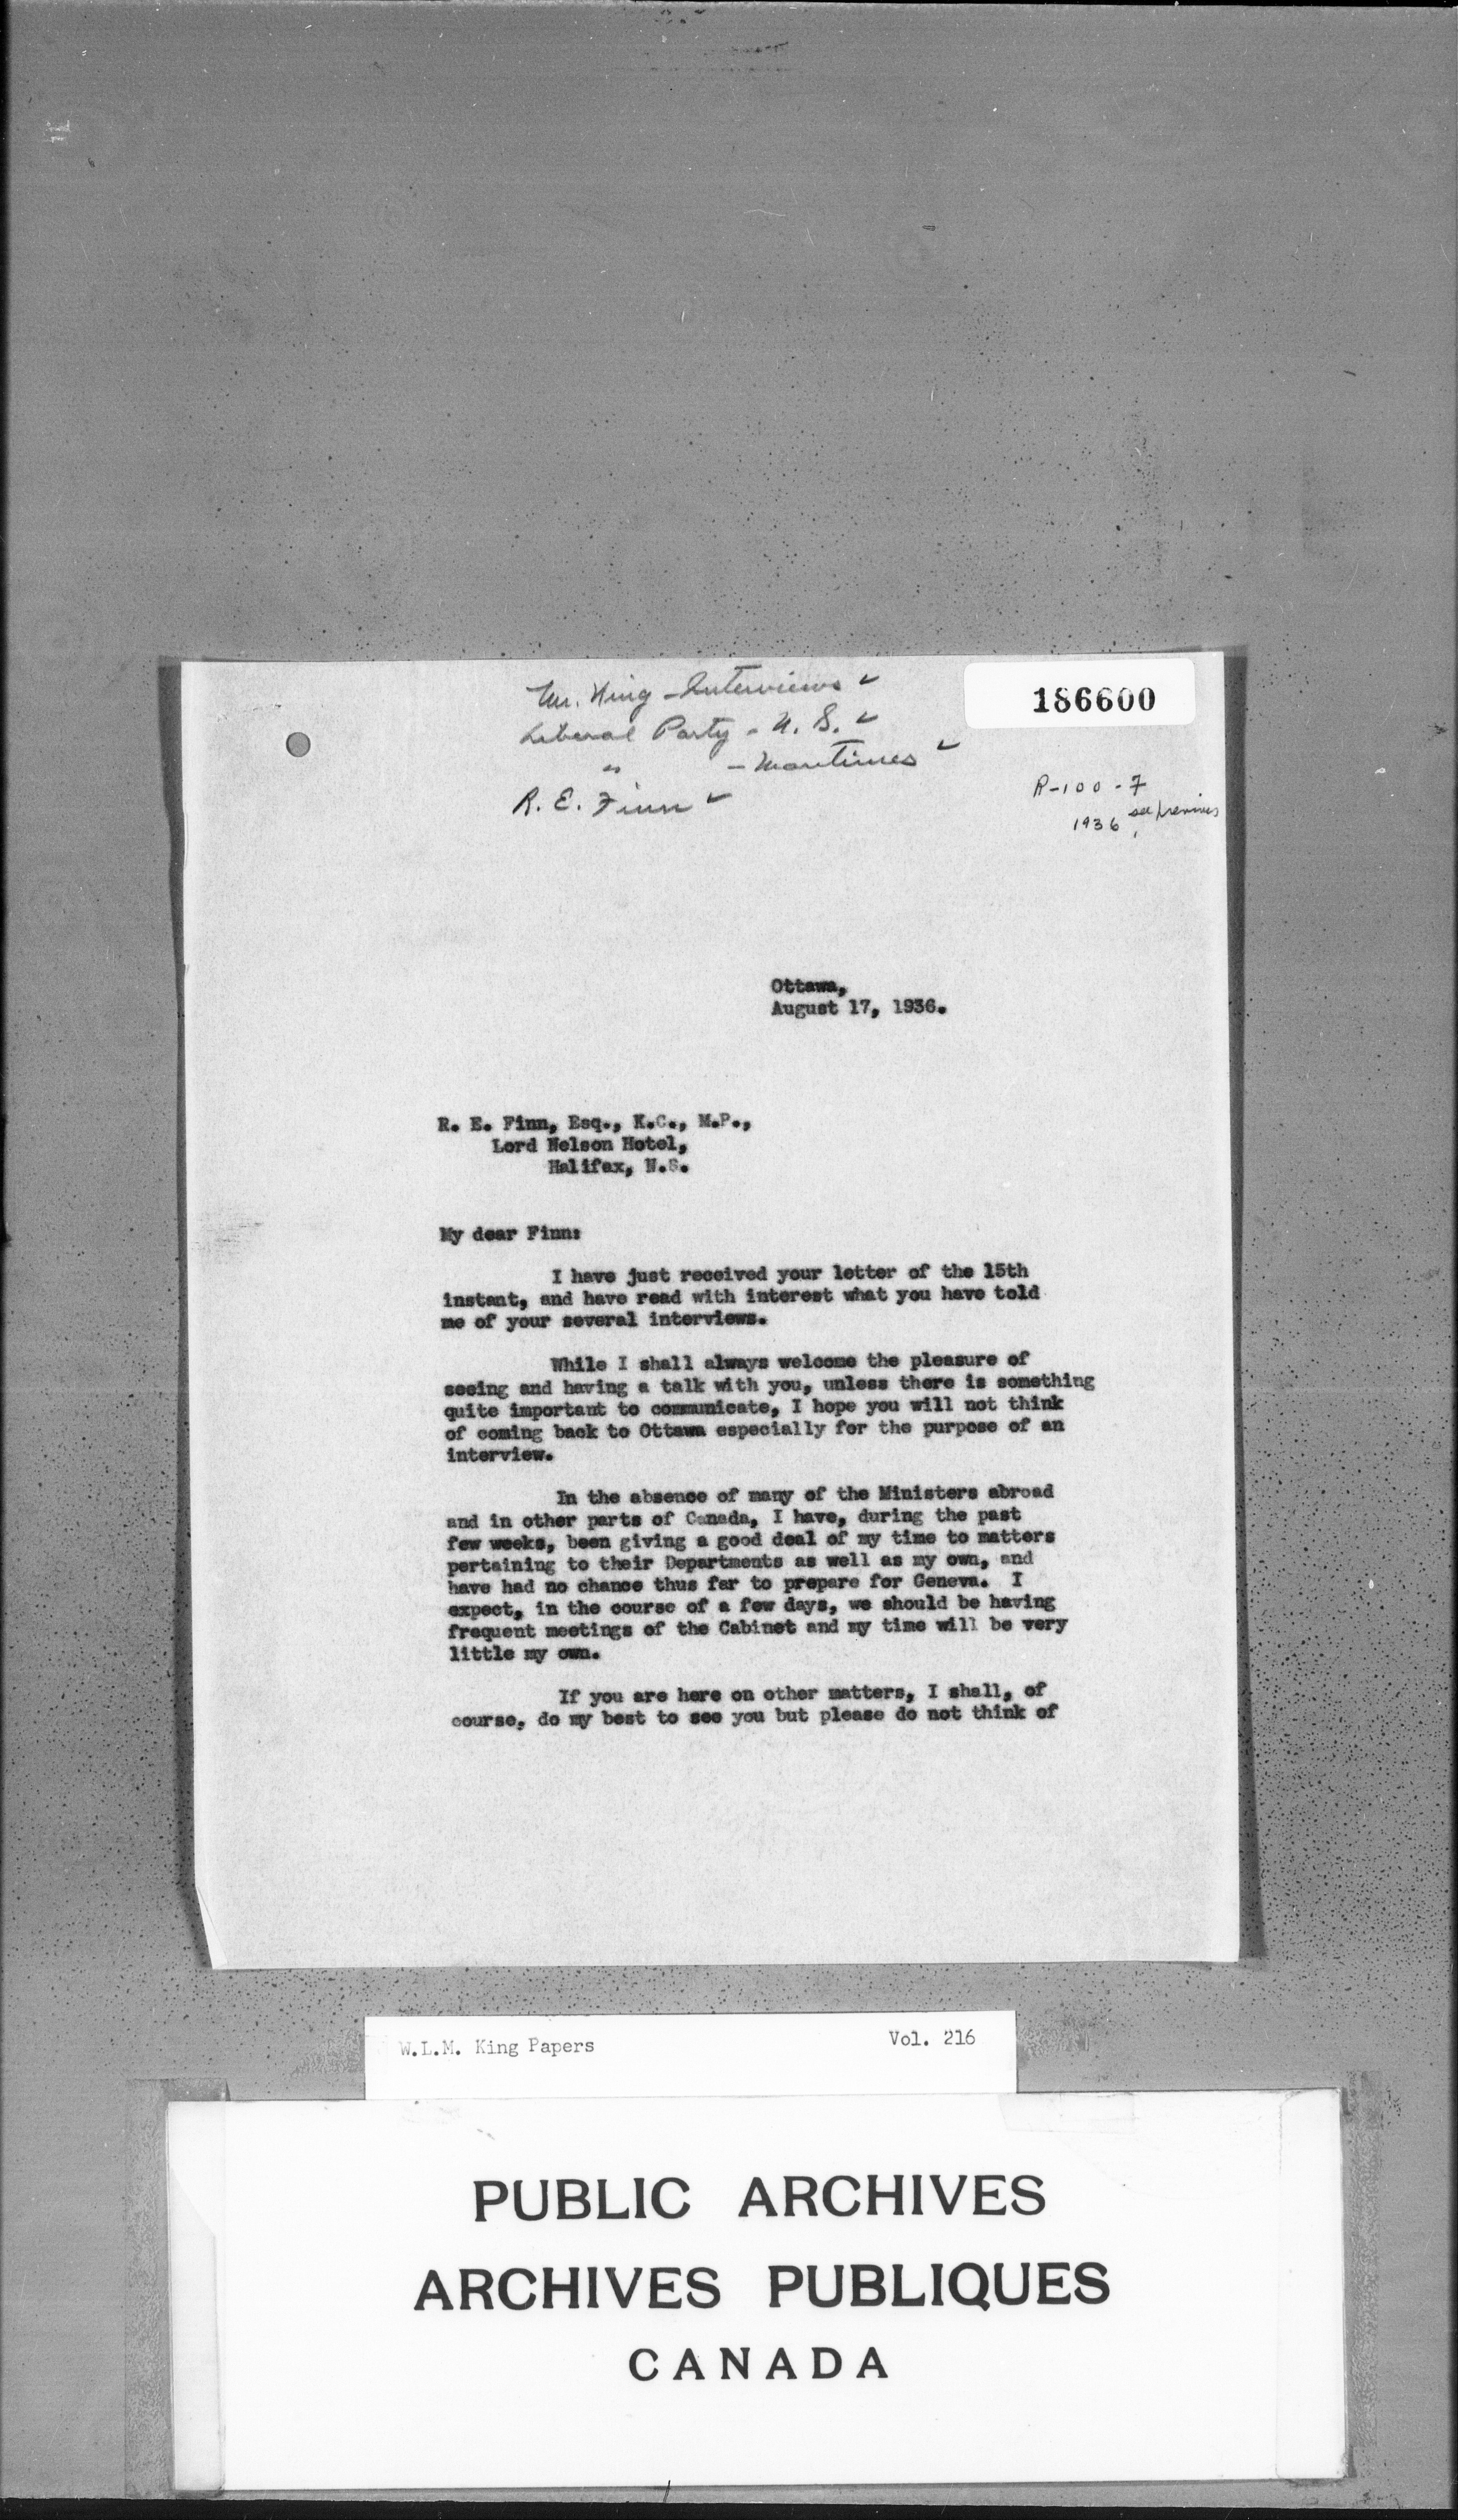 Mr. King - Interviews ✓
186600
Liberal Party - N. S. ✓
" - Maritimes ✓
R. E. Finn ✓
R-100-7
1936 see previous
Ottawa,
August 17, 1936.
R. E. Finn, Esq., K.C., M.P.,
Lord Nelson Hotel,
Halifax, N.S.
My dear Finn:
I have just received your letter of the 15th
instant, and have read with interest what you have told
me of your several interviews.
While I shall always welcome the pleasure of
seeing and having a talk with you, unless there is something
quite important to communicate, I hope you will not think
of coming back to Ottawa especially for the purpose of an
interview.
In the absence of many of the Ministers abroad
and in other parts of Canada, I have, during the past
few weeks, been giving a good deal of my time to matters
pertaining to their Departments as well as my own, and
have had no chance thus far to prepare for Geneva. I
expect, in the course of a few days, we should be having
frequent meetings of the Cabinet and my time will be very
little my own.
If you are here on other matters, I shall, of
course, do my best to see you but please do not think of
W.L.M. King Papers Vol. 216
PUBLIC ARCHIVES
ARCHIVES PUBLIQUES
CANADA